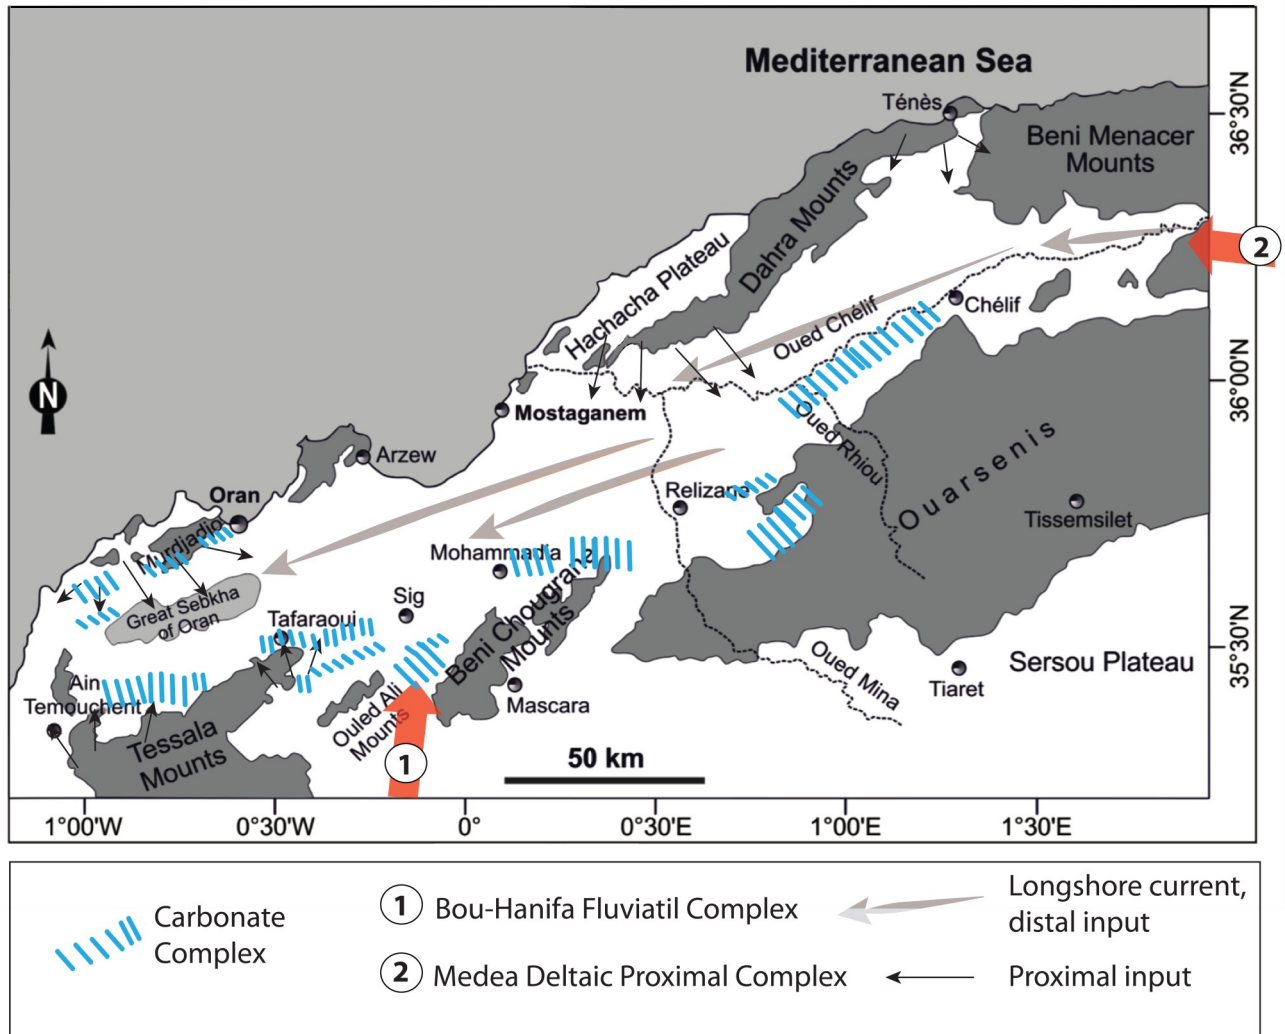 Mediterranean Sea
Ténès
36°30'N
Beni Menacer
Mounts
Dahra Mounts
2
Hachacha Plateau
Chélif
Oued Chélif
36°00'N
N
Mostaganem
Oued Rhiou
Arzew
Ouarsenis
Relizane
Oran
Tissemsilet
Murdjadjo
Mohammadia
Great Sebkha
of Oran
Sig
Tafaraoui
Beni Chougrane
Mounts
35°30'N
Sersou Plateau
Oued Mina
Tiaret
Ain
Temouchent
Mascara
Ouled Ali
Mounts
Tessala
Mounts
1
50 km
1°00'W
0°30'W
0°
0°30'E
1°00'E
1°30'E
Carbonate
Complex
1 Bou-Hanifa Fluviatil Complex
2 Medea Deltaic Proximal Complex
Longshore current,
distal input
Proximal input